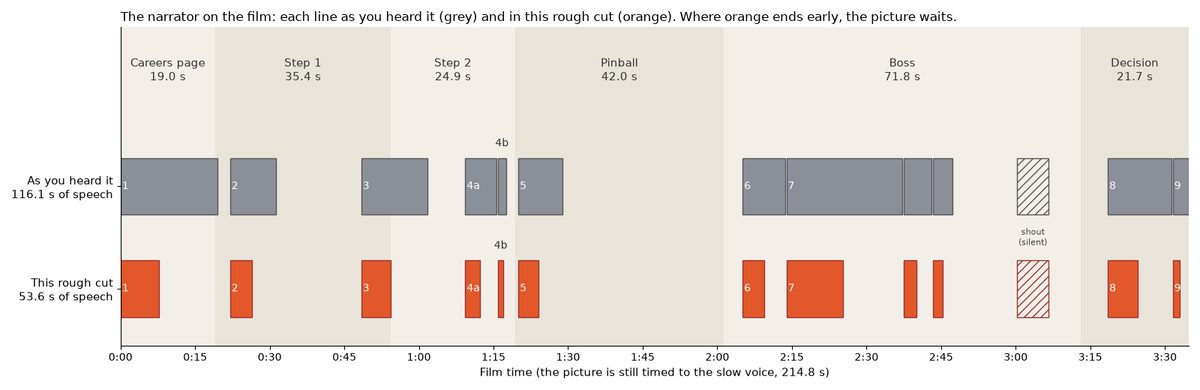 The narrator on the film: each line as you heard it (grey) and in this rough cut (orange). Where orange ends early, the picture waits.
Careers page
19.0 s
Step 1
35.4 s
Step 2
24.9 s
Pinball
42.0 s
Boss
71.8 s
Decision
21.7 s
4b
As you heard it
116.1 s of speech
1
2
3
4a
5
6
7
8
9
shout
(silent)
4b
This rough cut
53.6 s of speech
1
2
3
4a
5
6
7
8
9
0:00
0:15
0:30
0:45
1:00
1:15
1:30
1:45
2:00
2:15
2:30
2:45
3:00
3:15
3:30
Film time (the picture is still timed to the slow voice, 214.8 s)